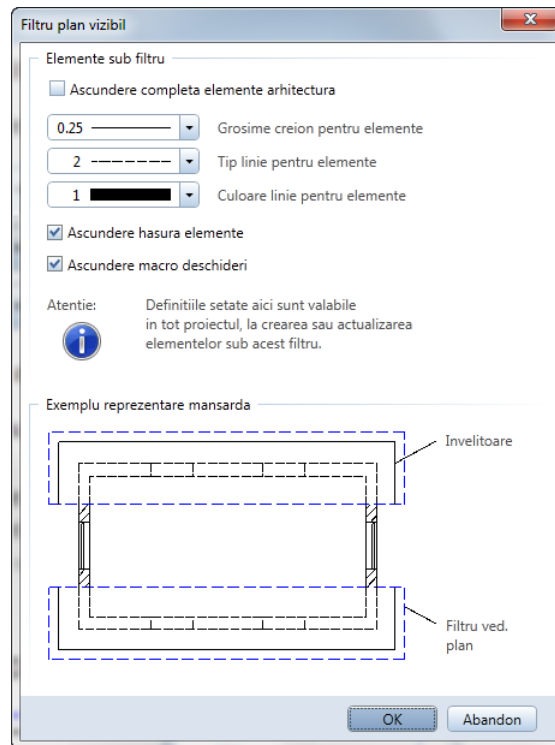 Filtru plan vizibil
Elemente sub filtru
Ascundere completa elemente arhitectura
0.25 Grosime creion pentru elemente
2 Tip linie pentru elemente
1 Culoare linie pentru elemente
Ascundere hasura elemente
Ascundere macro deschideri
Atentie: Definitiile setate aici sunt valabile
in tot proiectul, la crearea sau actualizarea
elementelor sub acest filtru.
Exemplu reprezentare mansarda
Invelitoare
Filtru ved.
plan
OK Abandon